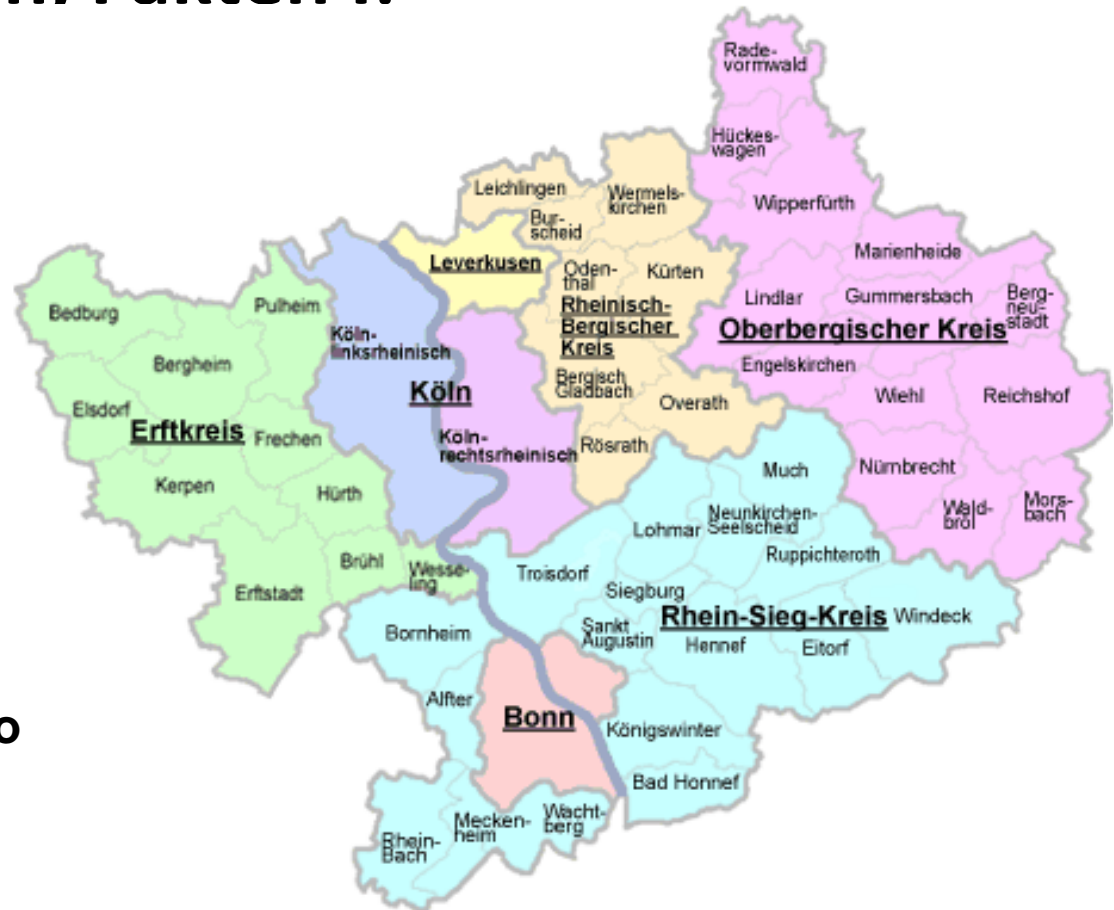 Rade-
vormwald
Hückes-
wagen
Wipperfürth
Marienheide
Lindlar
Gummersbach
Berg-
neu-
stadt
Oberbergischer Kreis
Engelskirchen
Wiehl
Reichshof
Nürnbrecht
Wald-
bröl
Mors-
bach
Leichlingen
Wermels-
kirchen
Bur-
scheid
Oden-
thal
Kürten
Rheinisch-
Bergischer
Kreis
Bergisch
Gladbach
Overath
Rösrath
Leverkusen
Köln-
linksrheinisch
Köln
Köln-
rechtsrheinisch
Bedburg
Pulheim
Bergheim
Elsdorf
Erftkreis
Frechen
Kerpen
Hürth
Brühl
Wesse-
ling
Erftstadt
Much
Neunkirchen-
Seelscheid
Lohmar
Ruppichteroth
Troisdorf
Siegburg
Rhein-Sieg-Kreis
Windeck
Sankt
Augustin
Hennef
Eitorf
Bornheim
Alfter
Bonn
Königswinter
Bad Honnef
Wacht-
berg
Mecken-
heim
Rhein-
Bach
o